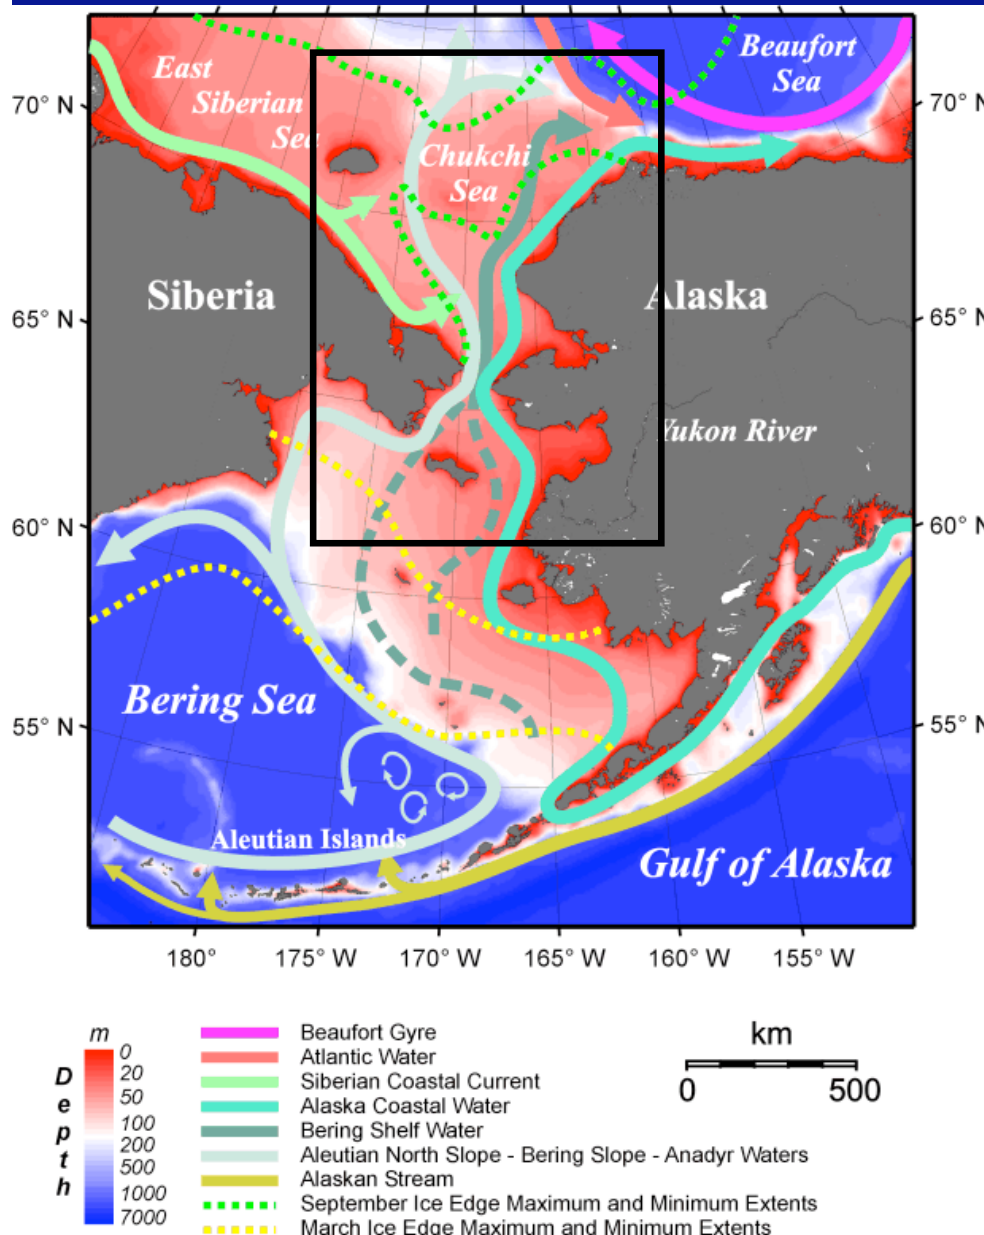 East
Siberian
Sea
Beaufort
Sea
70° N
70° N
Chukchi
Sea
Siberia
Alaska
65° N
65° N
Yukon River
60° N
60° N
Bering Sea
55° N
55° N
Aleutian Islands
Gulf of Alaska
180°
175° W
170° W
165° W
160° W
155° W
m
Depth
0
20
50
100
200
500
1000
7000
Beaufort Gyre
Atlantic Water
Siberian Coastal Current
Alaska Coastal Water
Bering Shelf Water
Aleutian North Slope - Bering Slope - Anadyr Waters
Alaskan Stream
September Ice Edge Maximum and Minimum Extents
March Ice Edge Maximum and Minimum Extents
km
0 500